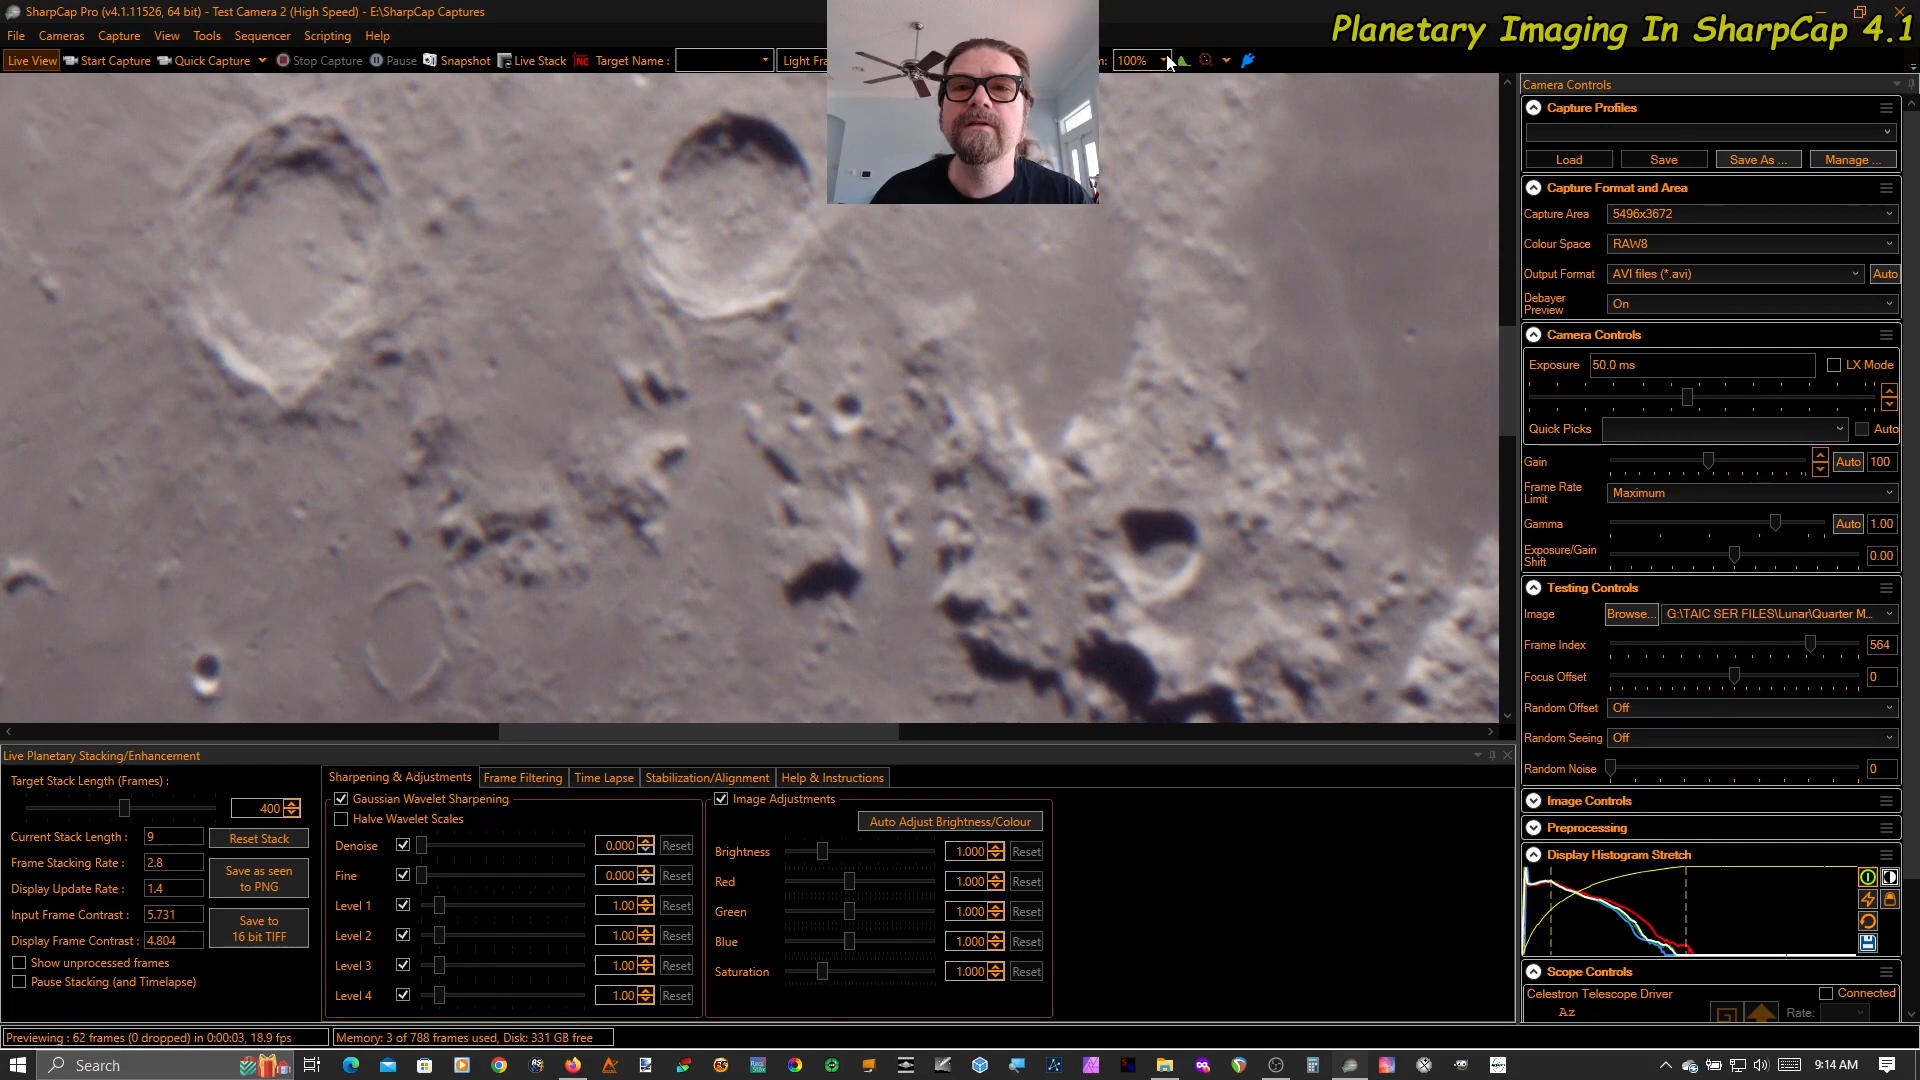 SharpCap Pro (v4.1.11526, 64 bit) - Test Camera 2 (High Speed) - E:\SharpCap Captures
Planetary Imaging In SharpCap 4.1
File Cameras Capture View Tools Sequencer Scripting Help
Live View Start Capture Quick Capture Stop Capture Pause Snapshot Live Stack Target Name : Light Fra m: 100%
Camera Controls
Capture Profiles
Load Save Save As ... Manage ...
Capture Format and Area
Capture Area 5496x3672
Colour Space RAW8
Output Format AVI files (*.avi) Auto
Debayer Preview On
Camera Controls
Exposure 50.0 ms LX Mode
Quick Picks Auto
Gain Auto 100
Frame Rate Limit Maximum
Gamma Auto 1.00
Exposure/Gain Shift 0.00
Testing Controls
Image Browse... G:\TAIC SER FILES\Lunar\Quarter M...
Frame Index 564
Focus Offset 0
Random Offset Off
Random Seeing Off
Random Noise 0
Image Controls
Preprocessing
Display Histogram Stretch
Scope Controls
Celestron Telescope Driver Connected
Az Rate:
Live Planetary Stacking/Enhancement
Target Stack Length (Frames) :
400
Current Stack Length : 9 Reset Stack
Frame Stacking Rate : 2.8
Save as seen to PNG
Display Update Rate : 1.4
Input Frame Contrast : 5.731
Save to 16 bit TIFF
Display Frame Contrast : 4.804
Show unprocessed frames
Pause Stacking (and Timelapse)
Sharpening & Adjustments Frame Filtering Time Lapse Stabilization/Alignment Help & Instructions
Gaussian Wavelet Sharpening
Halve Wavelet Scales
Denoise 0.000 Reset
Fine 0.000 Reset
Level 1 1.00 Reset
Level 2 1.00 Reset
Level 3 1.00 Reset
Level 4 1.00 Reset
Image Adjustments
Auto Adjust Brightness/Colour
Brightness 1.000 Reset
Red 1.000 Reset
Green 1.000 Reset
Blue 1.000 Reset
Saturation 1.000 Reset
Previewing : 62 frames (0 dropped) in 0:00:03, 18.9 fps Memory: 3 of 788 frames used, Disk: 331 GB free
Search 9:14 AM